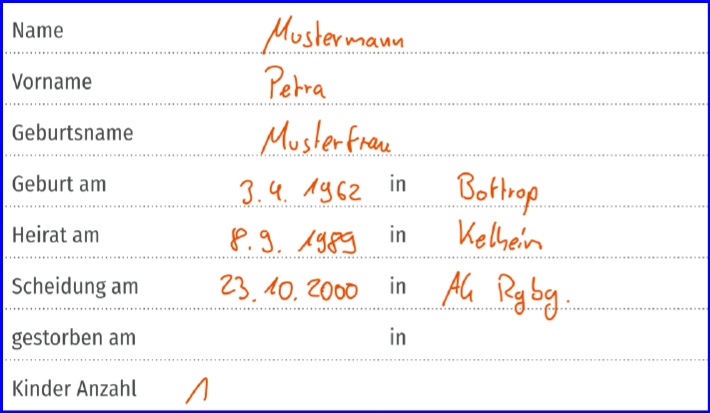 Name Mustermann
Vorname Petra
Geburtsname Musterfrau
Geburt am 3.4. 1962 in Bottrop
Heirat am 8.9. 1989 in Kelheim
Scheidung am 23.10.2000 in AG Rgbg.
gestorben am in
Kinder Anzahl 1